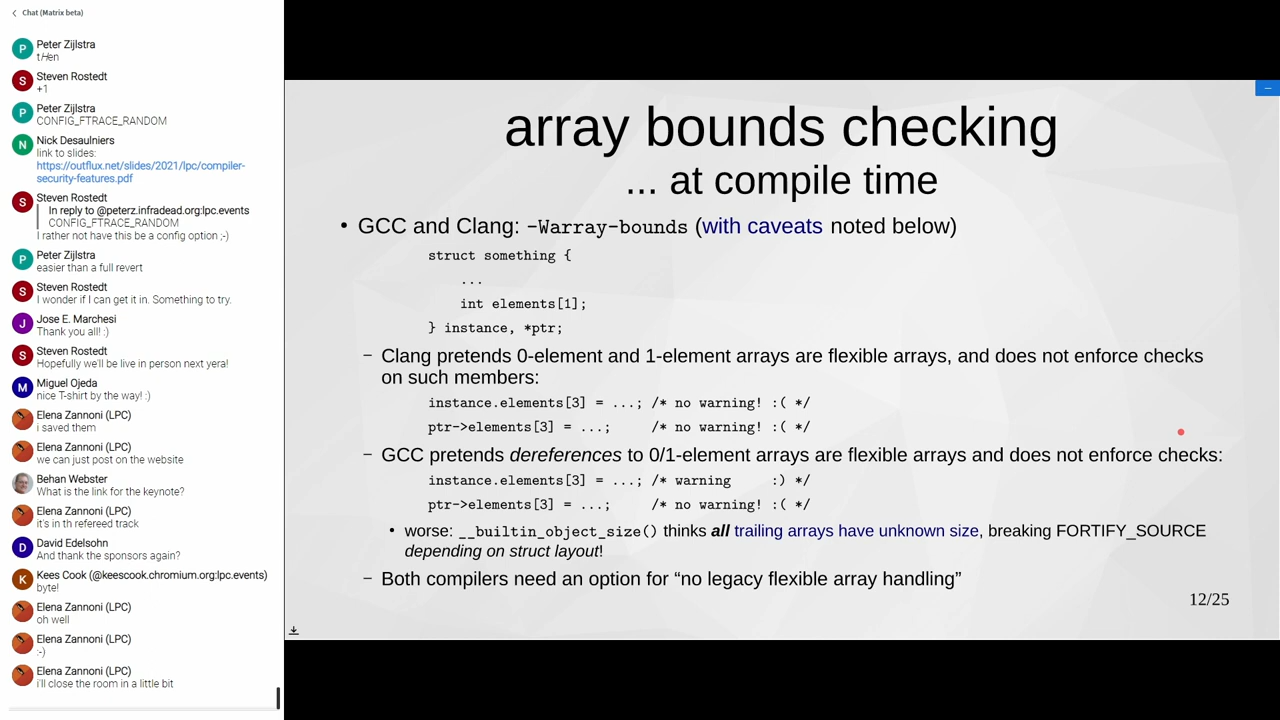 Chat (Matrix beta)
Peter Zijlstra
tHen
Steven Rostedt
+1
Peter Zijlstra
CONFIG_FTRACE_RANDOM
Nick Desaulniers
link to slides:
https://outflux.net/slides/2021/lpc/compiler-
security-features.pdf
Steven Rostedt
In reply to @peterz.infradead.org:lpc.events
CONFIG_FTRACE_RANDOM
I rather not have this be a config option ;-)
Peter Zijlstra
easier than a full revert
Steven Rostedt
I wonder if I can get it in. Something to try.
Jose E. Marchesi
Thank you all! :)
Steven Rostedt
Hopefully we'll be live in person next yera!
Miguel Ojeda
nice T-shirt by the way! :)
Elena Zannoni (LPC)
i saved them
Elena Zannoni (LPC)
we can just post on the website
Behan Webster
What is the link for the keynote?
Elena Zannoni (LPC)
it's in th refereed track
David Edelsohn
And thank the sponsors again?
Kees Cook (@keescook.chromium.org:lpc.events)
byte!
Elena Zannoni (LPC)
oh well
Elena Zannoni (LPC)
:-)
Elena Zannoni (LPC)
i'll close the room in a little bit
P
S
P
N
S
P
S
J
S
M
D
K
array bounds checking
... at compile time
• GCC and Clang: -Warray-bounds (with caveats noted below)
struct something {
...
int elements[1];
} instance, *ptr;
– Clang pretends 0-element and 1-element arrays are flexible arrays, and does not enforce checks
on such members:
instance.elements[3] = ...; /* no warning! :( */
ptr->elements[3] = ...; /* no warning! :( */
– GCC pretends dereferences to 0/1-element arrays are flexible arrays and does not enforce checks:
instance.elements[3] = ...; /* warning :) */
ptr->elements[3] = ...; /* no warning! :( */
• worse: __builtin_object_size() thinks all trailing arrays have unknown size, breaking FORTIFY_SOURCE
depending on struct layout!
– Both compilers need an option for “no legacy flexible array handling”
12/25